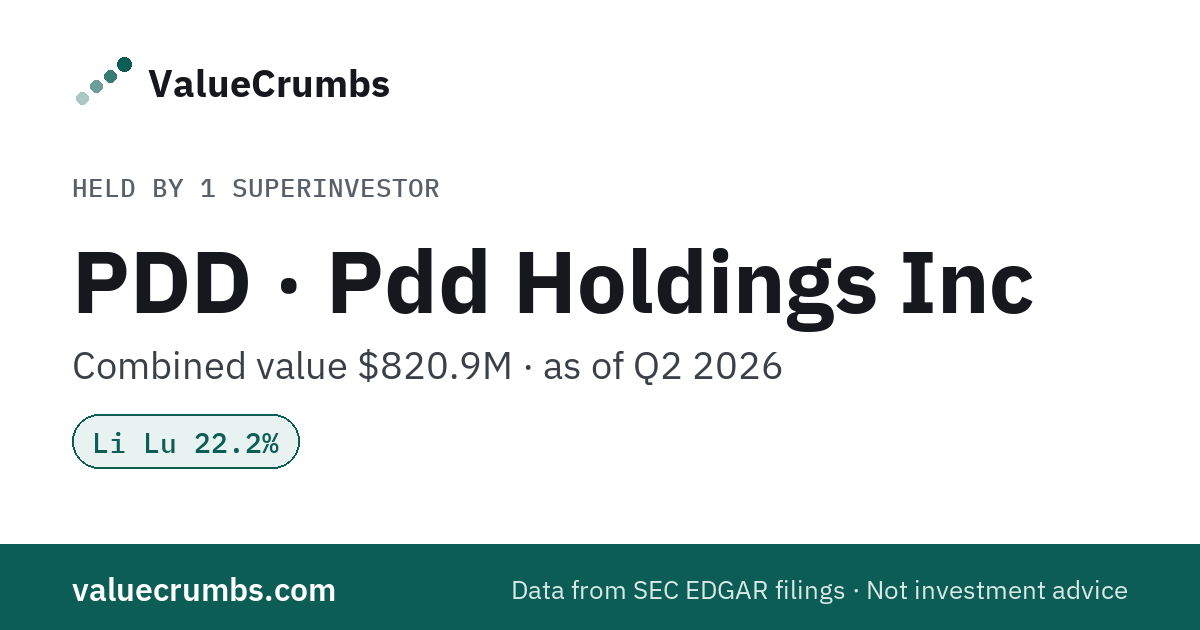 ValueCrumbs
HELD BY 1 SUPERINVESTOR
PDD · Pdd Holdings Inc
Combined value $820.9M · as of Q2 2026
Li Lu 22.2%
valuecrumbs.com
Data from SEC EDGAR filings · Not investment advice